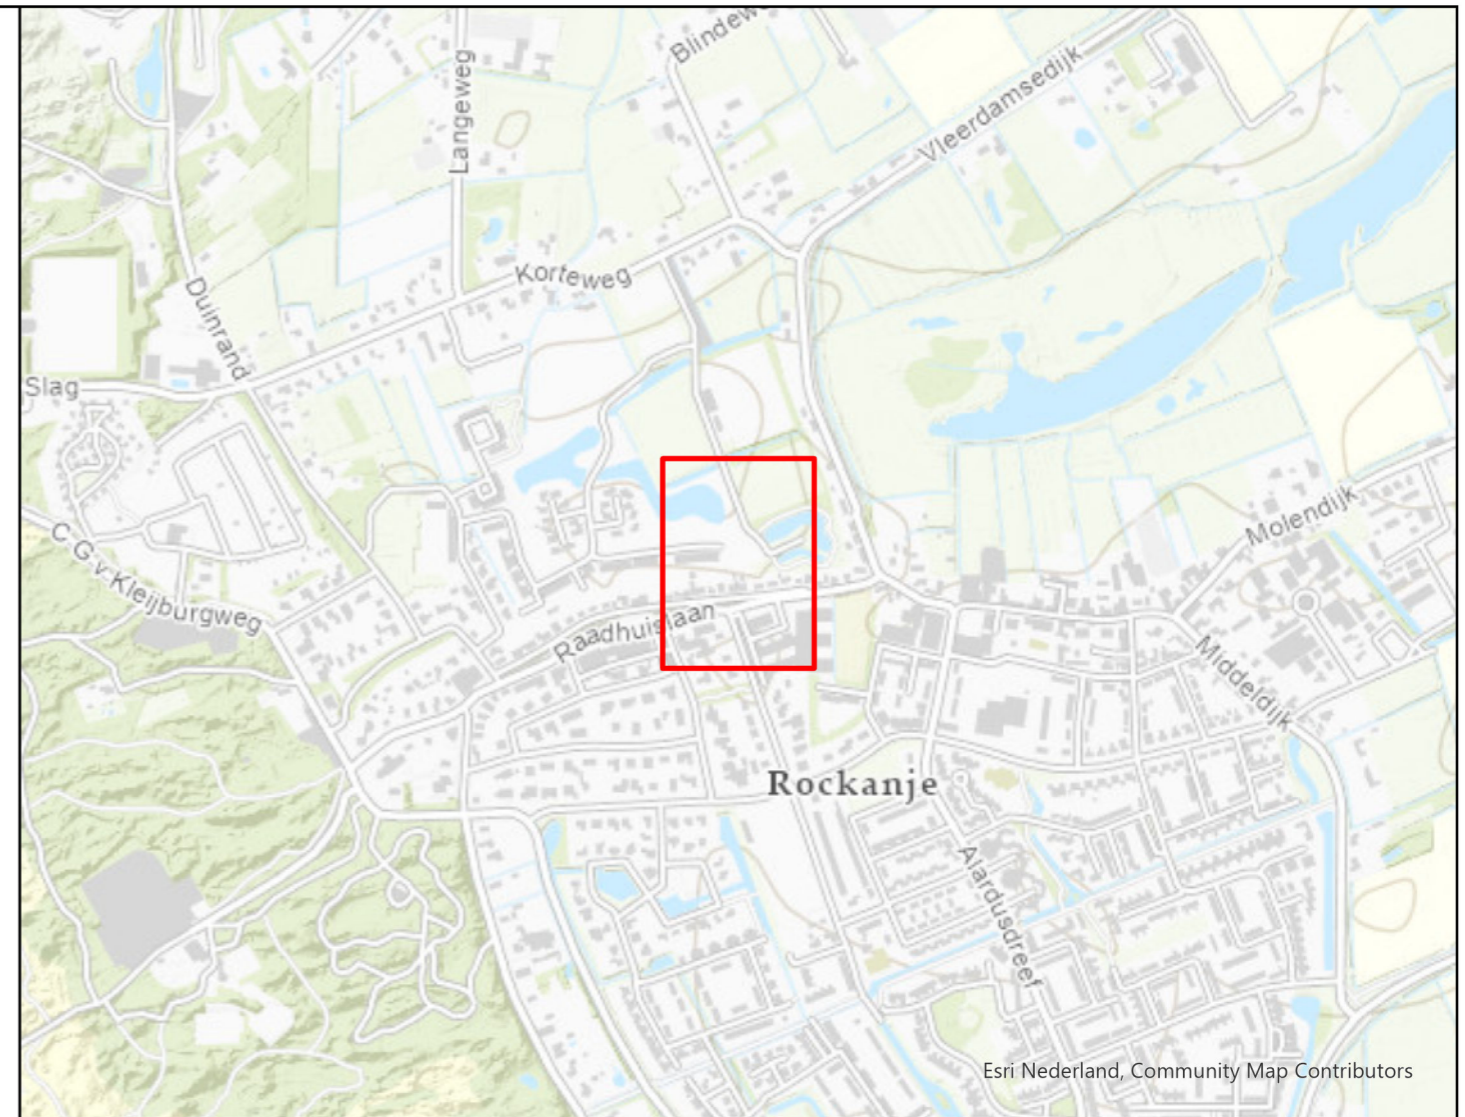 Blindew
Langeweg
Vleerdamsedijk
Korteweg
Duinrand
Slag
Molendijk
C G v Kleijburgweg
Raadhuislaan
Middeldijk
Rockanje
Alardusdreef
Esri Nederland, Community Map Contributors